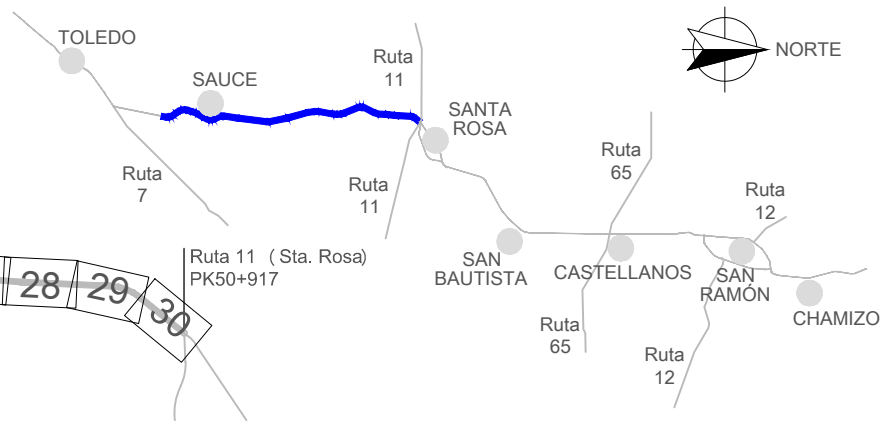 TOLEDO
SAUCE
Ruta
11
SANTA
ROSA
NORTE
Ruta
7
Ruta
11
Ruta
65
Ruta
12
SAN
BAUTISTA
CASTELLANOS
SAN
RAMÓN
CHAMIZO
Ruta
65
Ruta
12
Ruta 11 (Sta. Rosa)
PK50+917
28
29
30